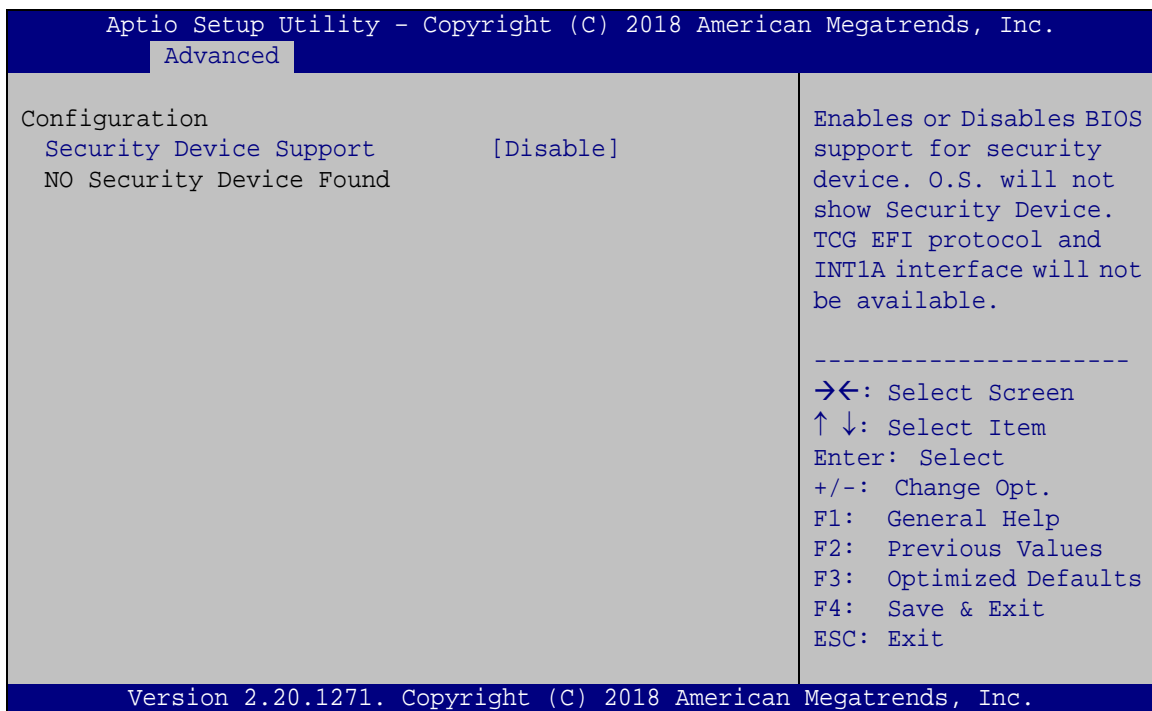 Aptio Setup Utility – Copyright (C) 2018 American Megatrends, Inc.
Advanced
Configuration
Security Device Support [Disable]
NO Security Device Found
Enables or Disables BIOS
support for security
device. O.S. will not
show Security Device.
TCG EFI protocol and
INT1A interface will not
be available.
----------------------
→←: Select Screen
↑ ↓: Select Item
Enter: Select
+/-: Change Opt.
F1: General Help
F2: Previous Values
F3: Optimized Defaults
F4: Save & Exit
ESC: Exit
Version 2.20.1271. Copyright (C) 2018 American Megatrends, Inc.